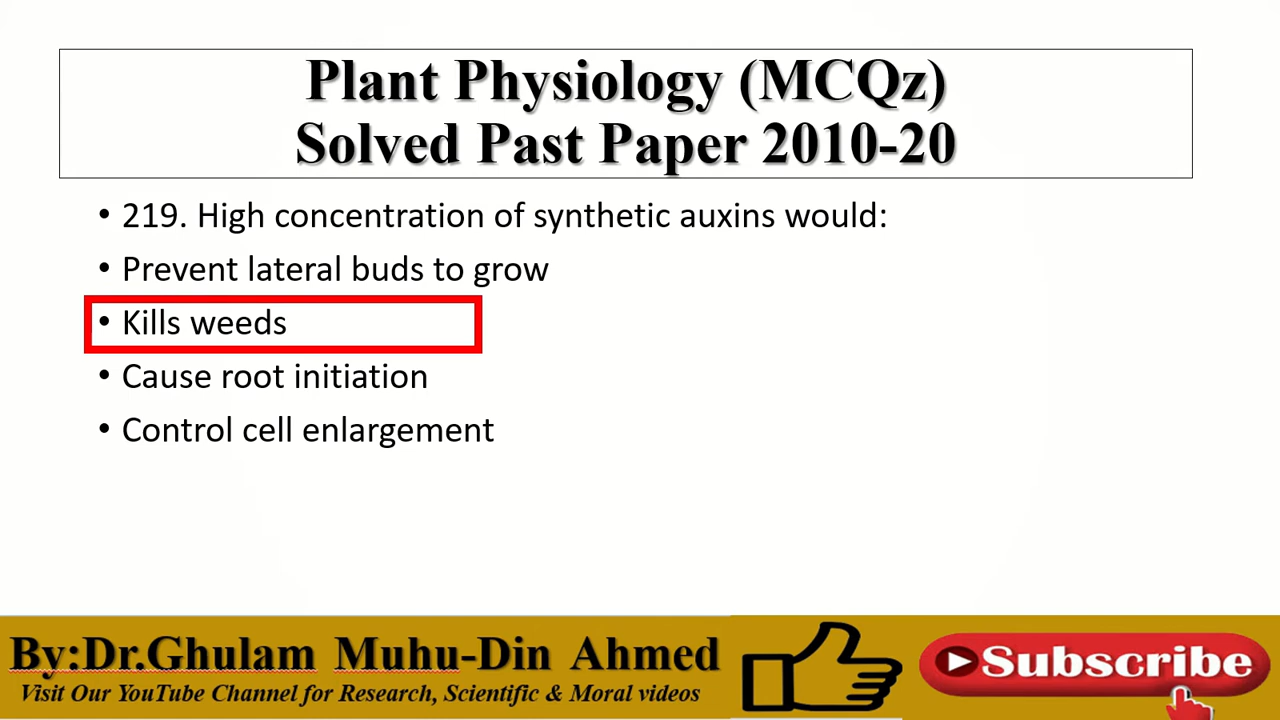 Plant Physiology (MCQz)
Solved Past Paper 2010-20
• 219. High concentration of synthetic auxins would:
• Prevent lateral buds to grow
• Kills weeds
• Cause root initiation
• Control cell enlargement
By:Dr.Ghulam Muhu-Din Ahmed
Visit Our YouTube Channel for Research, Scientific & Moral videos
Subscribe